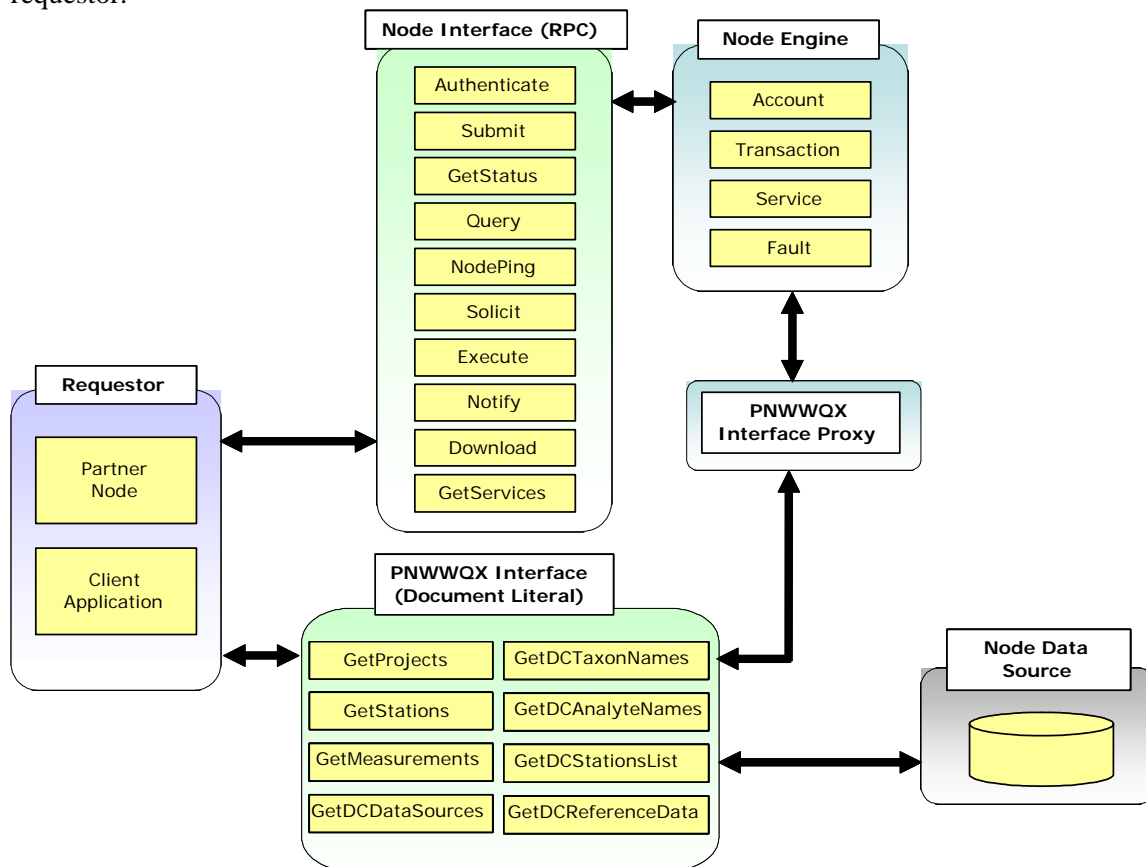 requestor.
Node Interface (RPC)
Authenticate
Submit
GetStatus
Query
NodePing
Solicit
Execute
Notify
Download
GetServices
Node Engine
Account
Transaction
Service
Fault
PNWWQX
Interface Proxy
Requestor
Partner
Node
Client
Application
PNWWQX Interface
(Document Literal)
GetProjects
GetStations
GetMeasurements
GetDCDataSources
GetDCTaxonNames
GetDCAnalyteNames
GetDCStationsList
GetDCReferenceData
Node Data
Source